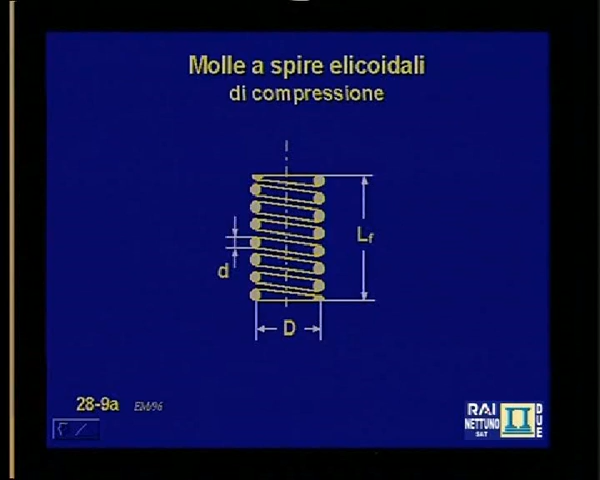 Molle a spire elicoidali
di compressione
Lf
d
D
28-9a EM/96
RAI
NETTUNO
SAT
DUE